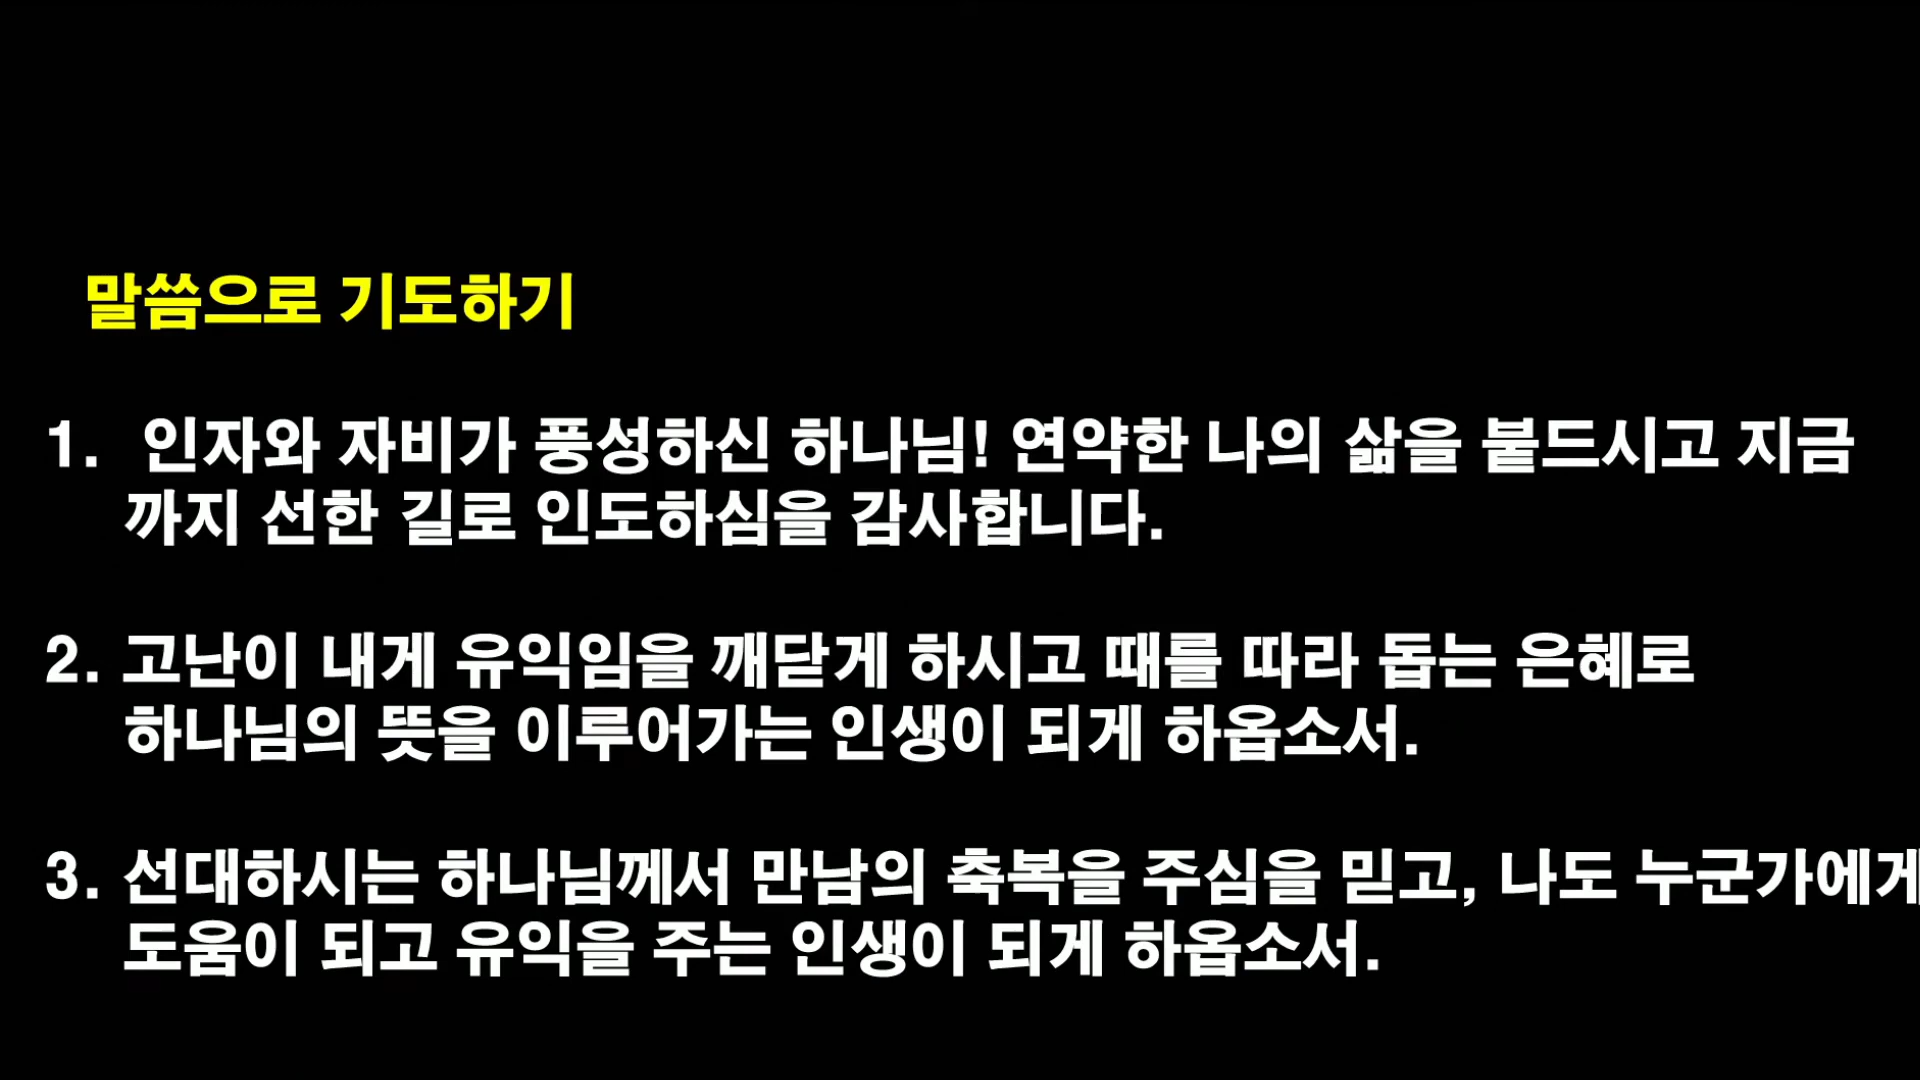 말씀으로 기도하기
1. 인자와 자비가 풍성하신 하나님! 연약한 나의 삶을 붙드시고 지금
까지 선한 길로 인도하심을 감사합니다.
2. 고난이 내게 유익임을 깨닫게 하시고 때를 따라 돕는 은혜로
하나님의 뜻을 이루어가는 인생이 되게 하옵소서.
3. 선대하시는 하나님께서 만남의 축복을 주심을 믿고, 나도 누군가에게
도움이 되고 유익을 주는 인생이 되게 하옵소서.